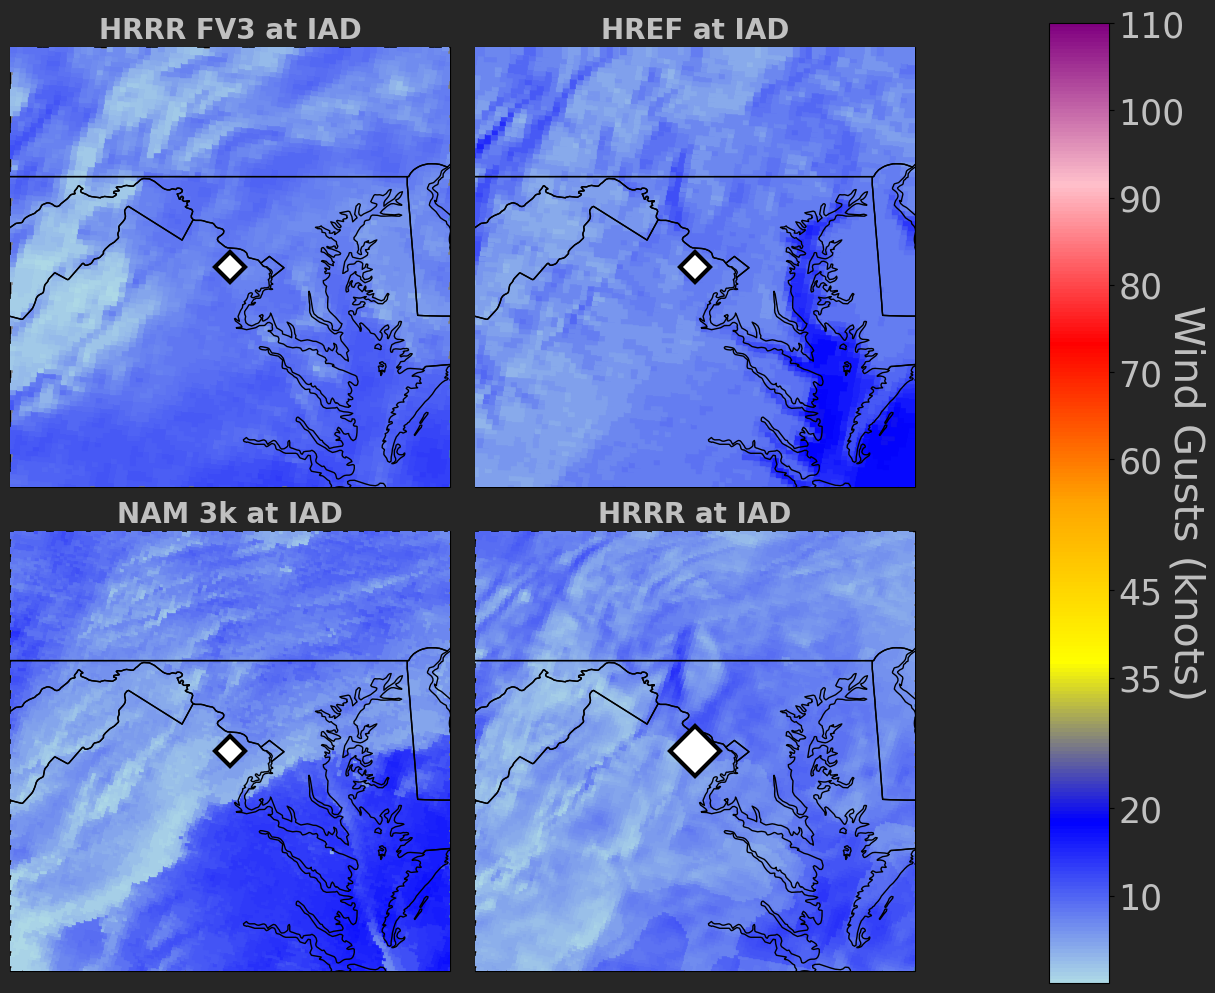 HRRR FV3 at IAD
HREF at IAD
NAM 3k at IAD
HRRR at IAD
110
100
90
80
70
60
45
35
20
10
Wind Gusts (knots)